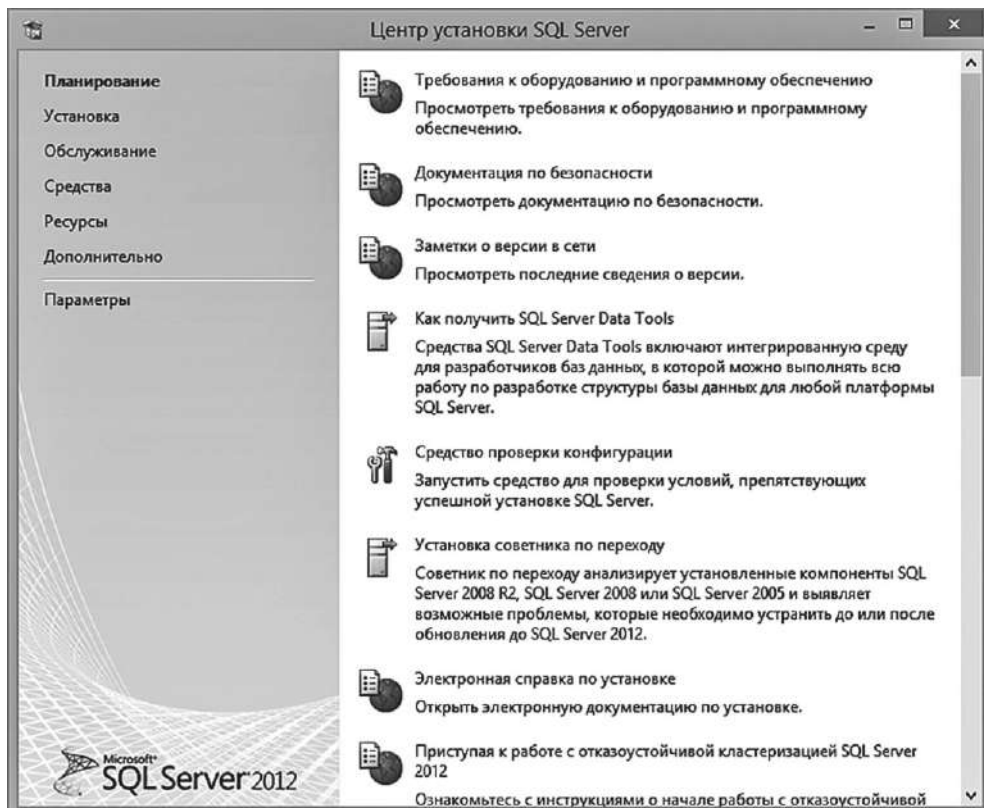 Центр установки SQL Server
Планирование
Установка
Обслуживание
Средства
Ресурсы
Дополнительно
Параметры
Требования к оборудованию и программному обеспечению
Просмотреть требования к оборудованию и программному
обеспечению.
Документация по безопасности
Просмотреть документацию по безопасности.
Заметки о версии в сети
Просмотреть последние сведения о версии.
Как получить SQL Server Data Tools
Средства SQL Server Data Tools включают интегрированную среду
для разработчиков баз данных, в которой можно выполнять всю
работу по разработке структуры базы данных для любой платформы
SQL Server.
Средство проверки конфигурации
Запустить средство для проверки условий, препятствующих
успешной установке SQL Server.
Установка советника по переходу
Советник по переходу анализирует установленные компоненты SQL
Server 2008 R2, SQL Server 2008 или SQL Server 2005 и выявляет
возможные проблемы, которые необходимо устранить до или после
обновления до SQL Server 2012.
Электронная справка по установке
Открыть электронную документацию по установке.
Приступая к работе с отказоустойчивой кластеризацией SQL Server
2012
Ознакомьтесь с инструкциями о начале работы с отказоустойчивой
Microsoft®
SQL Server 2012